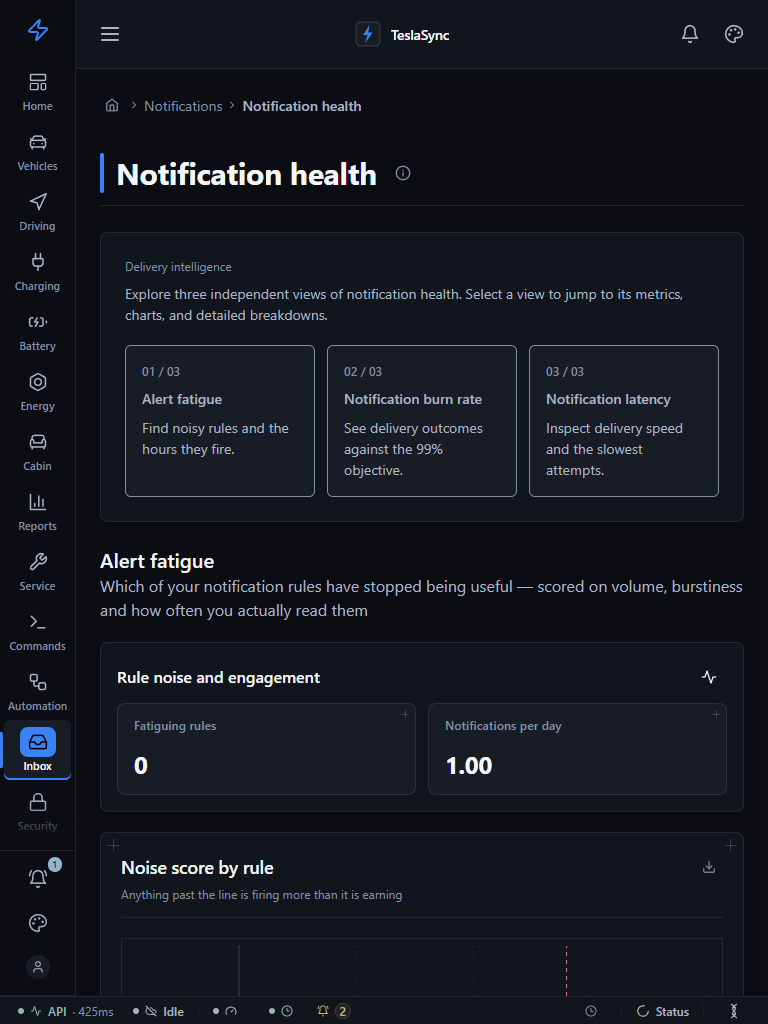 TeslaSync
Home
Vehicles
Driving
Charging
Battery
Energy
Cabin
Reports
Service
Commands
Automation
Inbox
Security
1
Notifications
Notification health
Notification health
Delivery intelligence
Explore three independent views of notification health. Select a view to jump to its metrics,
charts, and detailed breakdowns.
01 / 03
Alert fatigue
Find noisy rules and the
hours they fire.
02 / 03
Notification burn rate
See delivery outcomes
against the 99%
objective.
03 / 03
Notification latency
Inspect delivery speed
and the slowest
attempts.
Alert fatigue
Which of your notification rules have stopped being useful — scored on volume, burstiness
and how often you actually read them
Rule noise and engagement
Fatiguing rules
0
Notifications per day
1.00
Noise score by rule
Anything past the line is firing more than it is earning
API · 425ms
Idle
2
Status